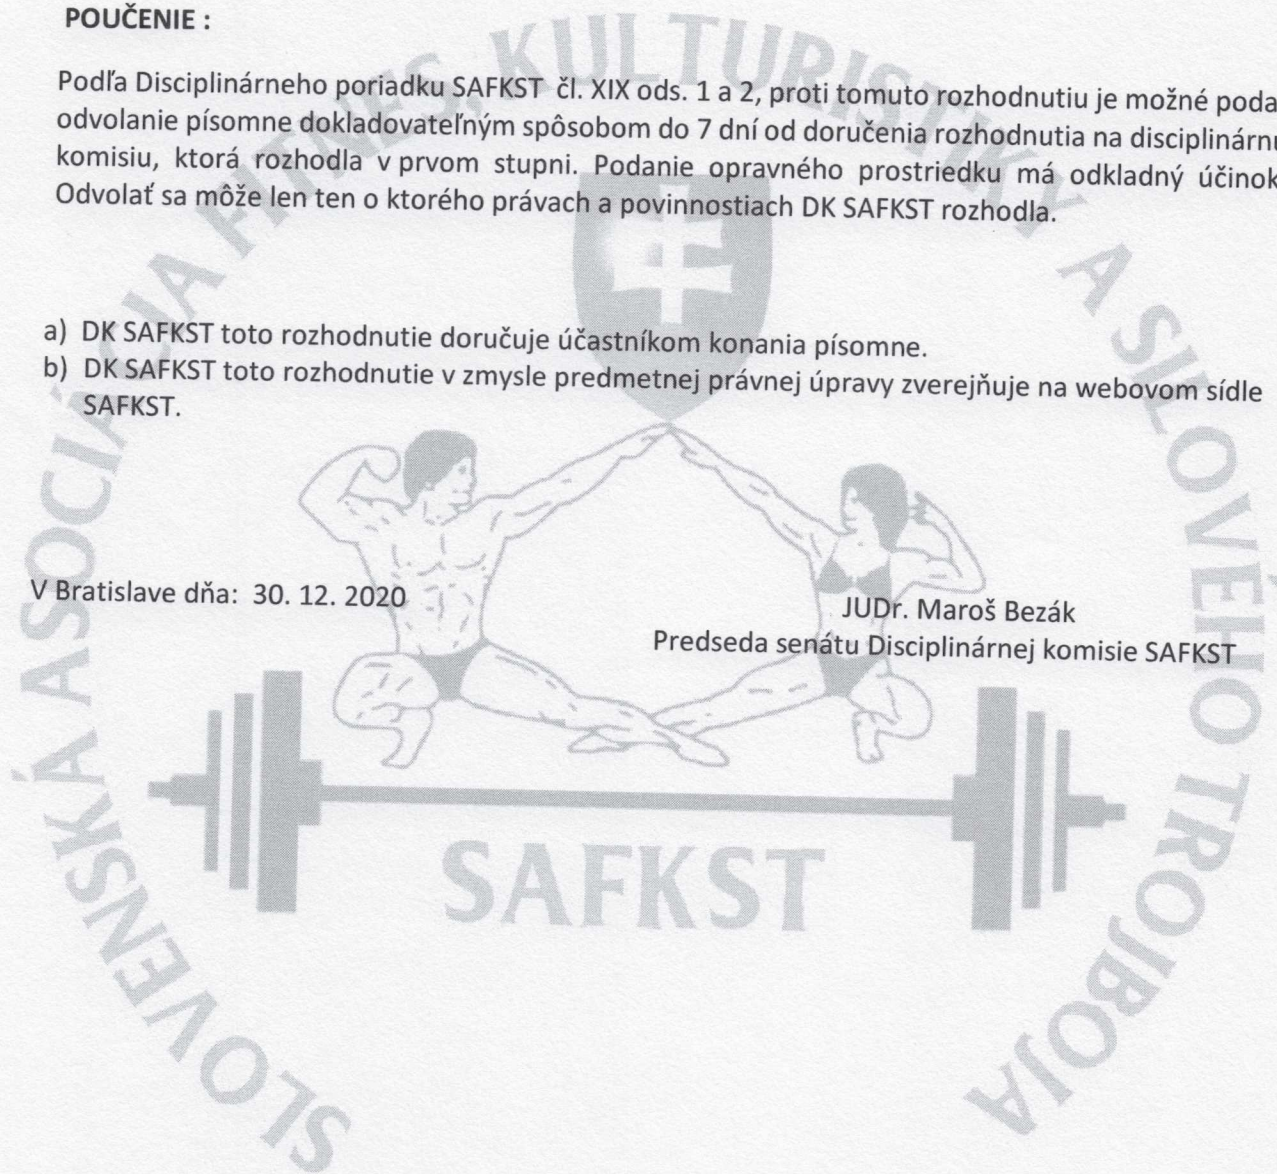 POUČENIE :
Podľa Disciplinárneho poriadku SAFKST čl. XIX ods. 1 a 2, proti tomuto rozhodnutiu je možné poda
odvolanie písomne dokladovateľným spôsobom do 7 dní od doručenia rozhodnutia na disciplinárnu
komisiu, ktorá rozhodla v prvom stupni. Podanie opravného prostriedku má odkladný účinok
Odvolať sa môže len ten o ktorého právach a povinnostiach DK SAFKST rozhodla.
a) DK SAFKST toto rozhodnutie doručuje účastníkom konania písomne.
b) DK SAFKST toto rozhodnutie v zmysle predmetnej právnej úpravy zverejňuje na webovom sídle
SAFKST.
V Bratislave dňa: 30. 12. 2020
JUDr. Maroš Bezák
Predseda senátu Disciplinárnej komisie SAFKST
SAFKST
SLOVENSKÁ ASOCIÁCIA FITNES, KULTURISTIKY A SILOVÉHO TROJBOJA